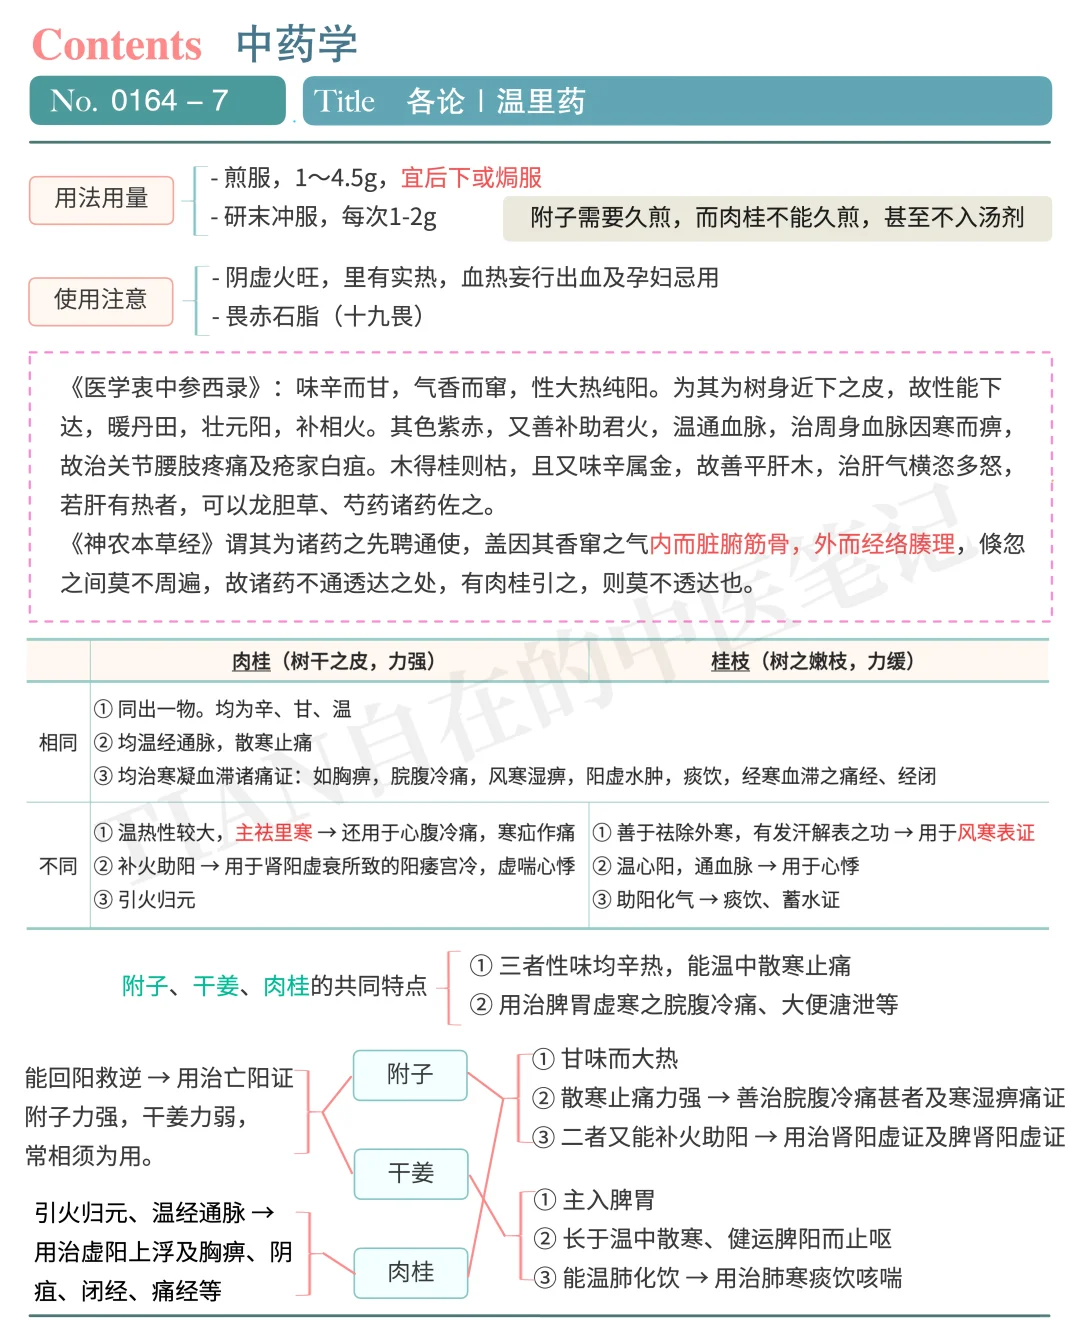 Contents 中药学
No. 0164 – 7
Title 各论 | 温里药
用法用量
- 煎服，1～4.5g，宜后下或焗服
- 研末冲服，每次1-2g
附子需要久煎，而肉桂不能久煎，甚至不入汤剂
使用注意
- 阴虚火旺，里有实热，血热妄行出血及孕妇忌用
- 畏赤石脂（十九畏）
《医学衷中参西录》：味辛而甘，气香而窜，性大热纯阳。为其为树身近下之皮，故性能下
达，暖丹田，壮元阳，补相火。其色紫赤，又善补助君火，温通血脉，治周身血脉因寒而痹，
故治关节腰肢疼痛及疮家白疽。木得桂则枯，且又味辛属金，故善平肝木，治肝气横恣多怒，
若肝有热者，可以龙胆草、芍药诸药佐之。
《神农本草经》谓其为诸药之先聘通使，盖因其香窜之气内而脏腑筋骨，外而经络腠理，倏忽
之间莫不周遍，故诸药不通透达之处，有肉桂引之，则莫不透达也。
肉桂（树干之皮，力强）
桂枝（树之嫩枝，力缓）
相同
① 同出一物。均为辛、甘、温
② 均温经通脉，散寒止痛
③ 均治寒凝血滞诸痛证：如胸痹，脘腹冷痛，风寒湿痹，阳虚水肿，痰饮，经寒血滞之痛经、经闭
不同
① 温热性较大，主祛里寒 → 还用于心腹冷痛，寒疝作痛
② 补火助阳 → 用于肾阳虚衰所致的阳痿宫冷，虚喘心悸
③ 引火归元
① 善于祛除外寒，有发汗解表之功 → 用于风寒表证
② 温心阳，通血脉 → 用于心悸
③ 助阳化气 → 痰饮、蓄水证
附子、干姜、肉桂的共同特点
① 三者性味均辛热，能温中散寒止痛
② 用治脾胃虚寒之脘腹冷痛、大便溏泄等
能回阳救逆 → 用治亡阳证
附子力强，干姜力弱，
常相须为用。
引火归元、温经通脉 →
用治虚阳上浮及胸痹、阴
疽、闭经、痛经等
附子
干姜
肉桂
① 甘味而大热
② 散寒止痛力强 → 善治脘腹冷痛甚者及寒湿痹痛证
③ 二者又能补火助阳 → 用治肾阳虚证及脾肾阳虚证
① 主入脾胃
② 长于温中散寒、健运脾阳而止呕
③ 能温肺化饮 → 用治肺寒痰饮咳喘
TIAN自在的中医笔记